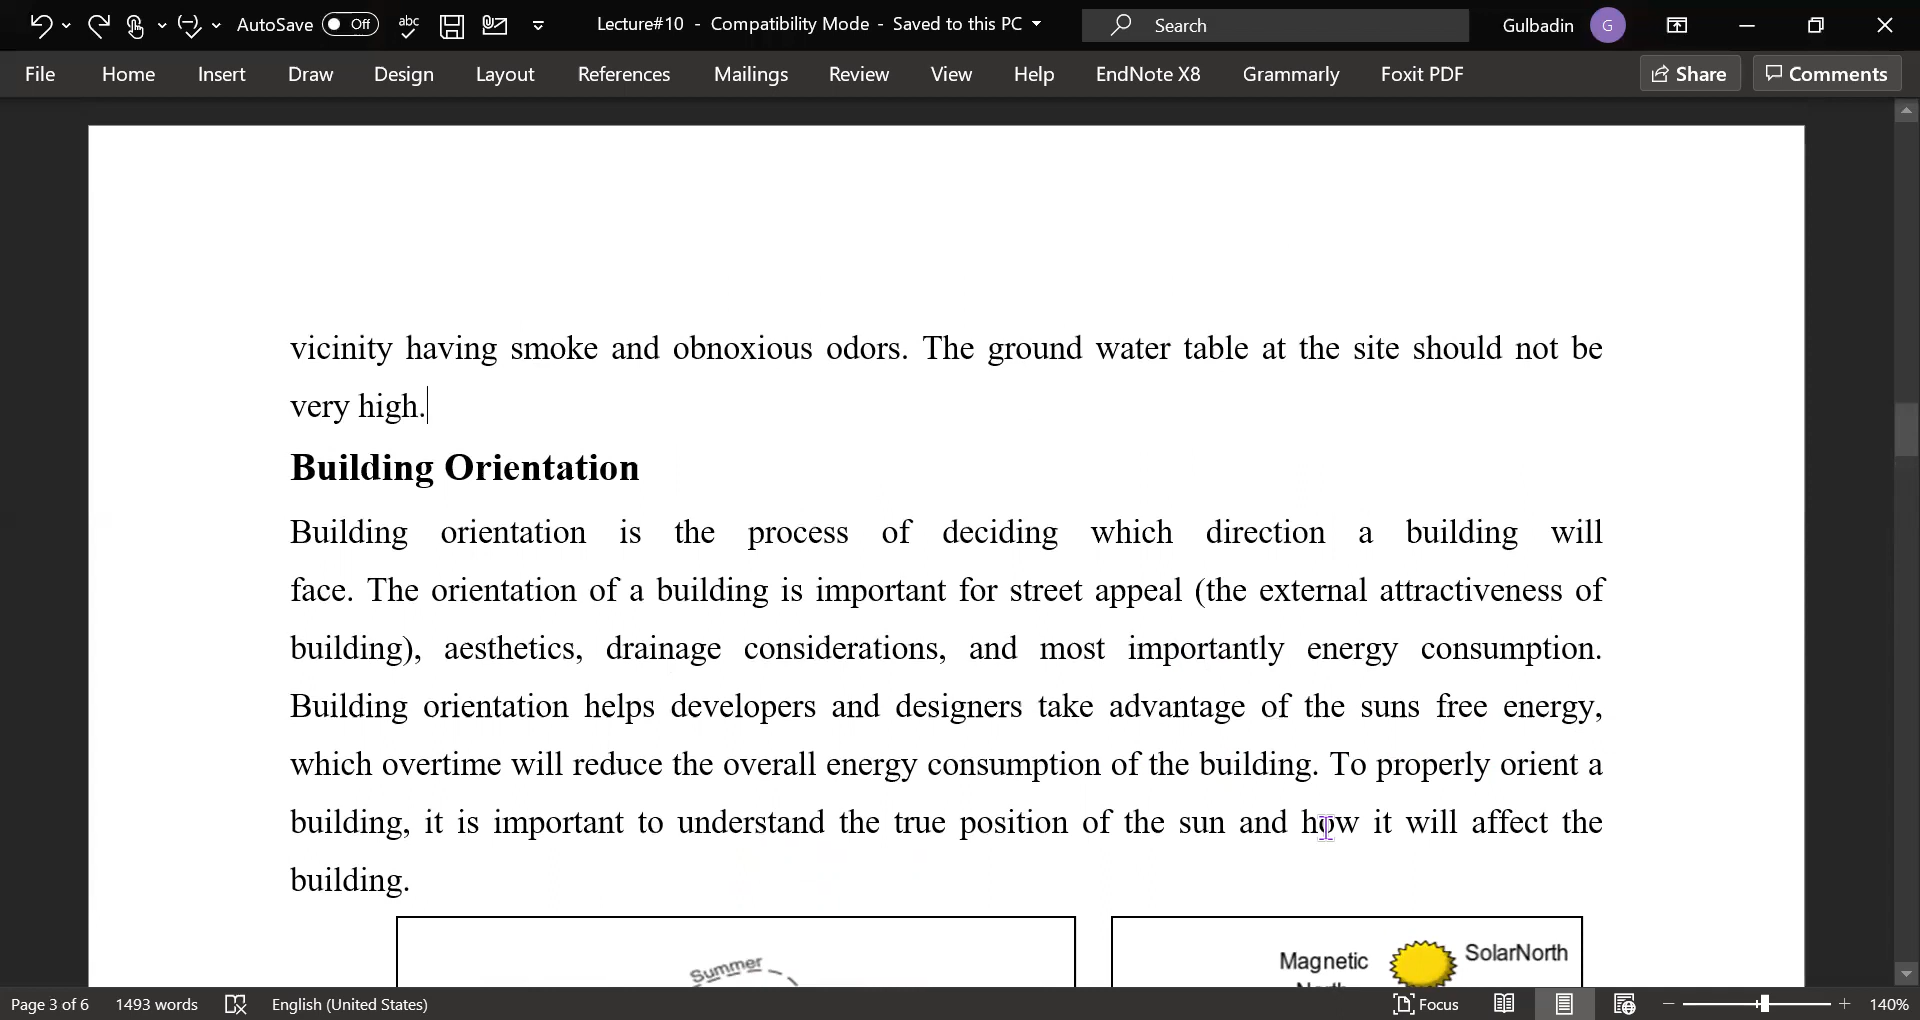 AutoSave Off abc Lecture#10 - Compatibility Mode - Saved to this PC Search Gulbadin G
File Home Insert Draw Design Layout References Mailings Review View Help EndNote X8 Grammarly Foxit PDF Share Comments
vicinity having smoke and obnoxious odors. The ground water table at the site should not be
very high.
Building Orientation
Building orientation is the process of deciding which direction a building will
face. The orientation of a building is important for street appeal (the external attractiveness of
building), aesthetics, drainage considerations, and most importantly energy consumption.
Building orientation helps developers and designers take advantage of the suns free energy,
which overtime will reduce the overall energy consumption of the building. To properly orient a
building, it is important to understand the true position of the sun and how it will affect the
building.
Summer
Magnetic SolarNorth
Page 3 of 6 1493 words English (United States) Focus 140%